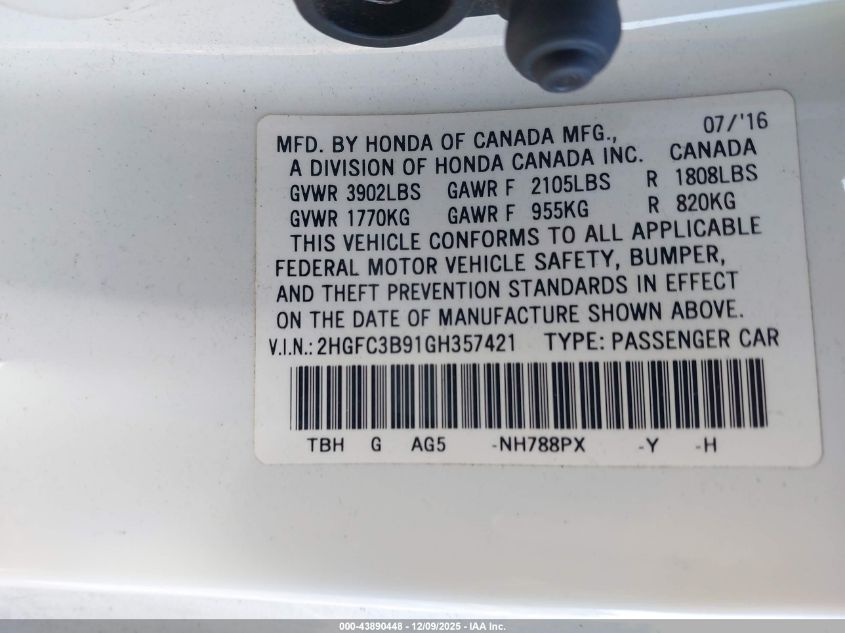 07/'16
MFD. BY HONDA OF CANADA MFG.,
A DIVISION OF HONDA CANADA INC. CANADA
GVWR 3902LBS GAWR F 2105LBS R 1808LBS
GVWR 1770KG GAWR F 955KG R 820KG
THIS VEHICLE CONFORMS TO ALL APPLICABLE
FEDERAL MOTOR VEHICLE SAFETY, BUMPER,
AND THEFT PREVENTION STANDARDS IN EFFECT
ON THE DATE OF MANUFACTURE SHOWN ABOVE.
V.I.N.: 2HGFC3B91GH357421 TYPE: PASSENGER CAR
TBH G AG5 -NH788PX -Y -H
000-43890448 - 12/09/2025 - IAA Inc.